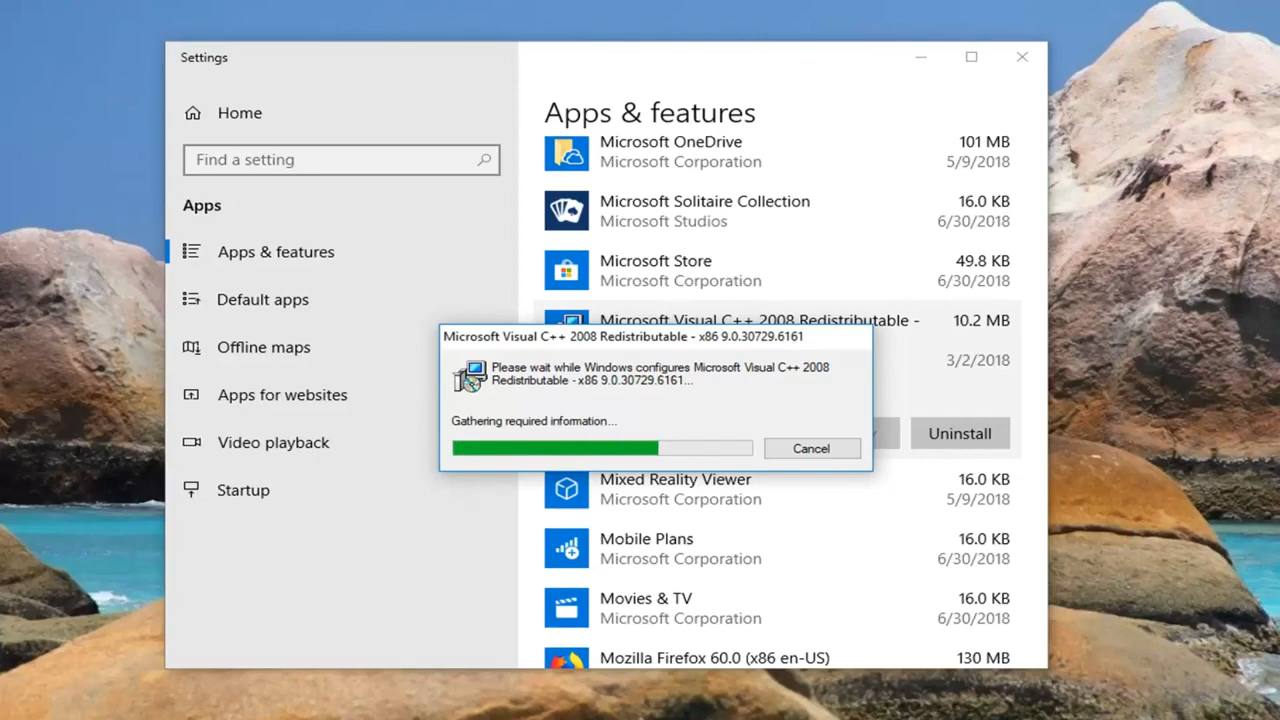 Settings
Home
Find a setting
Apps
Apps & features
Default apps
Offline maps
Apps for websites
Video playback
Startup
Apps & features
Microsoft OneDrive 101 MB
Microsoft Corporation 5/9/2018
Microsoft Solitaire Collection 16.0 KB
Microsoft Studios 6/30/2018
Microsoft Store 49.8 KB
Microsoft Corporation 6/30/2018
Microsoft Visual C++ 2008 Redistributable - 10.2 MB
3/2/2018
Uninstall
Microsoft Visual C++ 2008 Redistributable - x86 9.0.30729.6161
Please wait while Windows configures Microsoft Visual C++ 2008
Redistributable - x86 9.0.30729.6161...
Gathering required information...
Cancel
Mixed Reality Viewer 16.0 KB
Microsoft Corporation 5/9/2018
Mobile Plans 16.0 KB
Microsoft Corporation 6/30/2018
Movies & TV 16.0 KB
Microsoft Corporation 6/30/2018
Mozilla Firefox 60.0 (x86 en-US) 130 MB